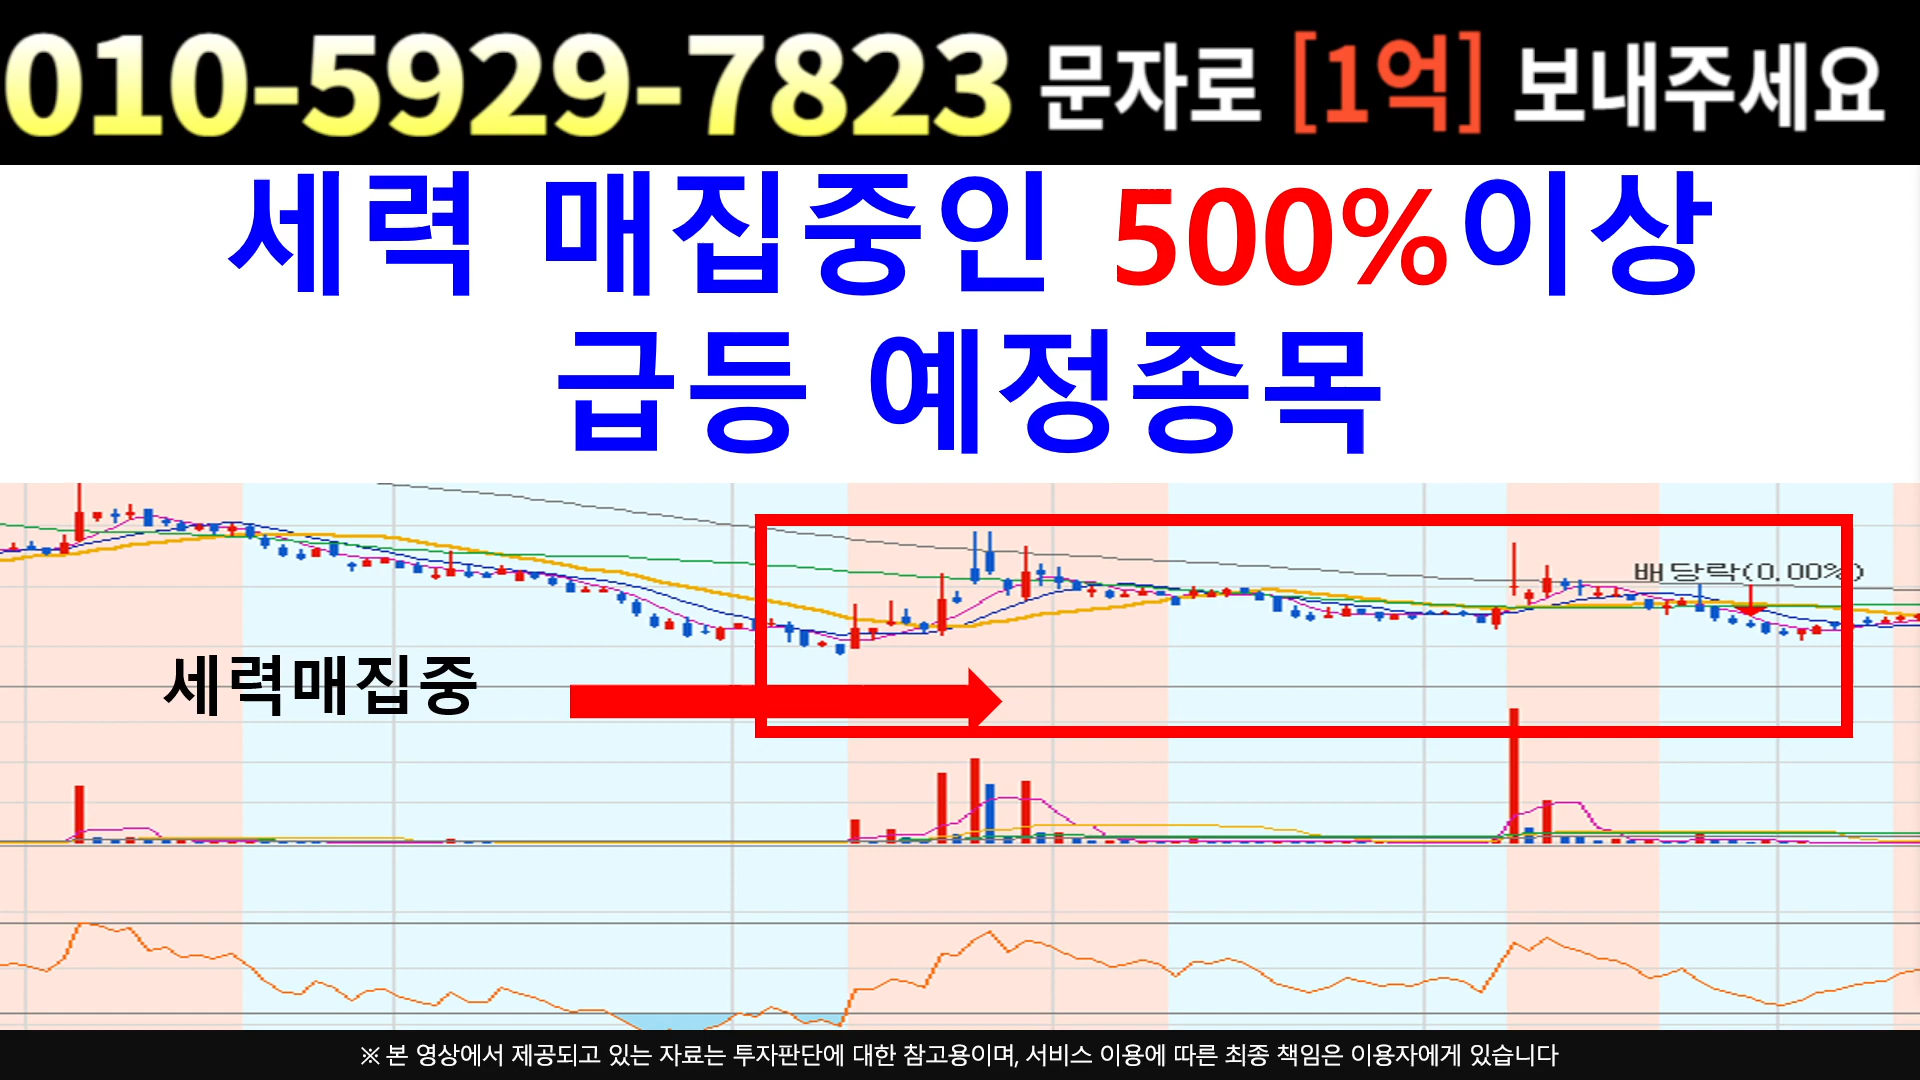 010-5929-7823 문자로 [1억] 보내주세요
세력 매집중인 500%이상
급등 예정종목
배당락(0.00%)
세력매집중
※ 본 영상에서 제공되고 있는 자료는 투자판단에 대한 참고용이며, 서비스 이용에 따른 최종 책임은 이용자에게 있습니다